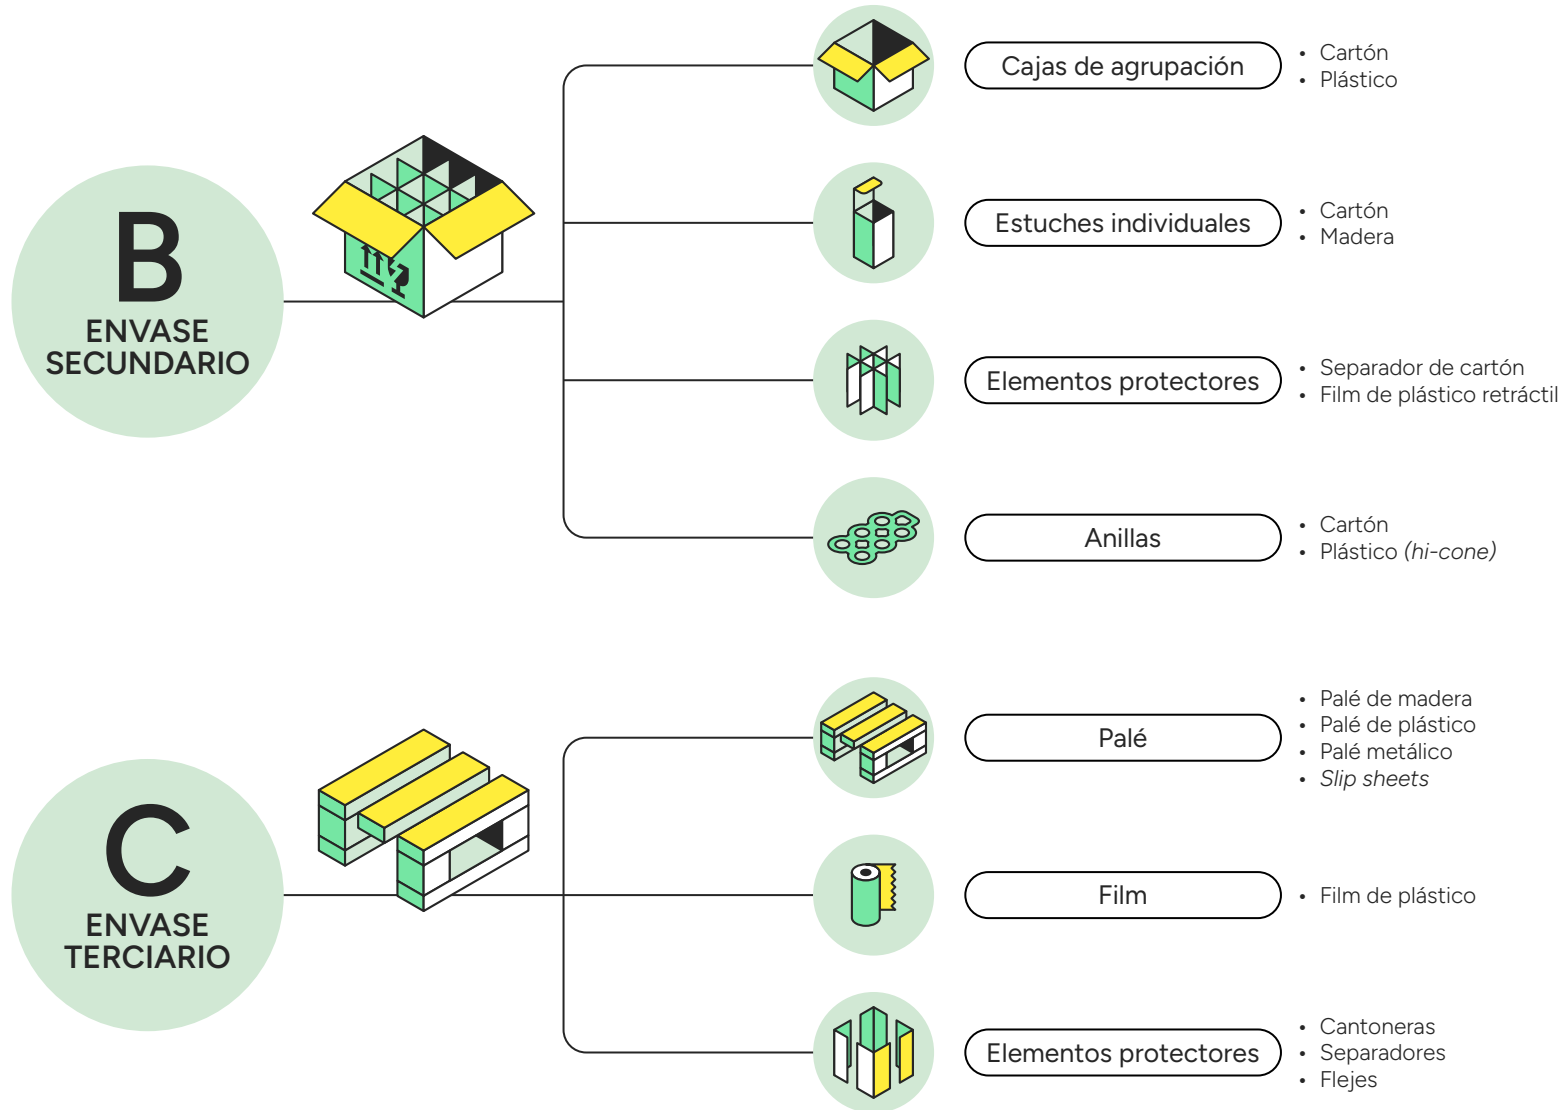 B
ENVASE
SECUNDARIO
Cajas de agrupación
• Cartón
• Plástico
Estuches individuales
• Cartón
• Madera
Elementos protectores
• Separador de cartón
• Film de plástico retráctil
Anillas
• Cartón
• Plástico (hi-cone)
C
ENVASE
TERCIARIO
Palé
• Palé de madera
• Palé de plástico
• Palé metálico
• Slip sheets
Film
• Film de plástico
Elementos protectores
• Cantoneras
• Separadores
• Flejes